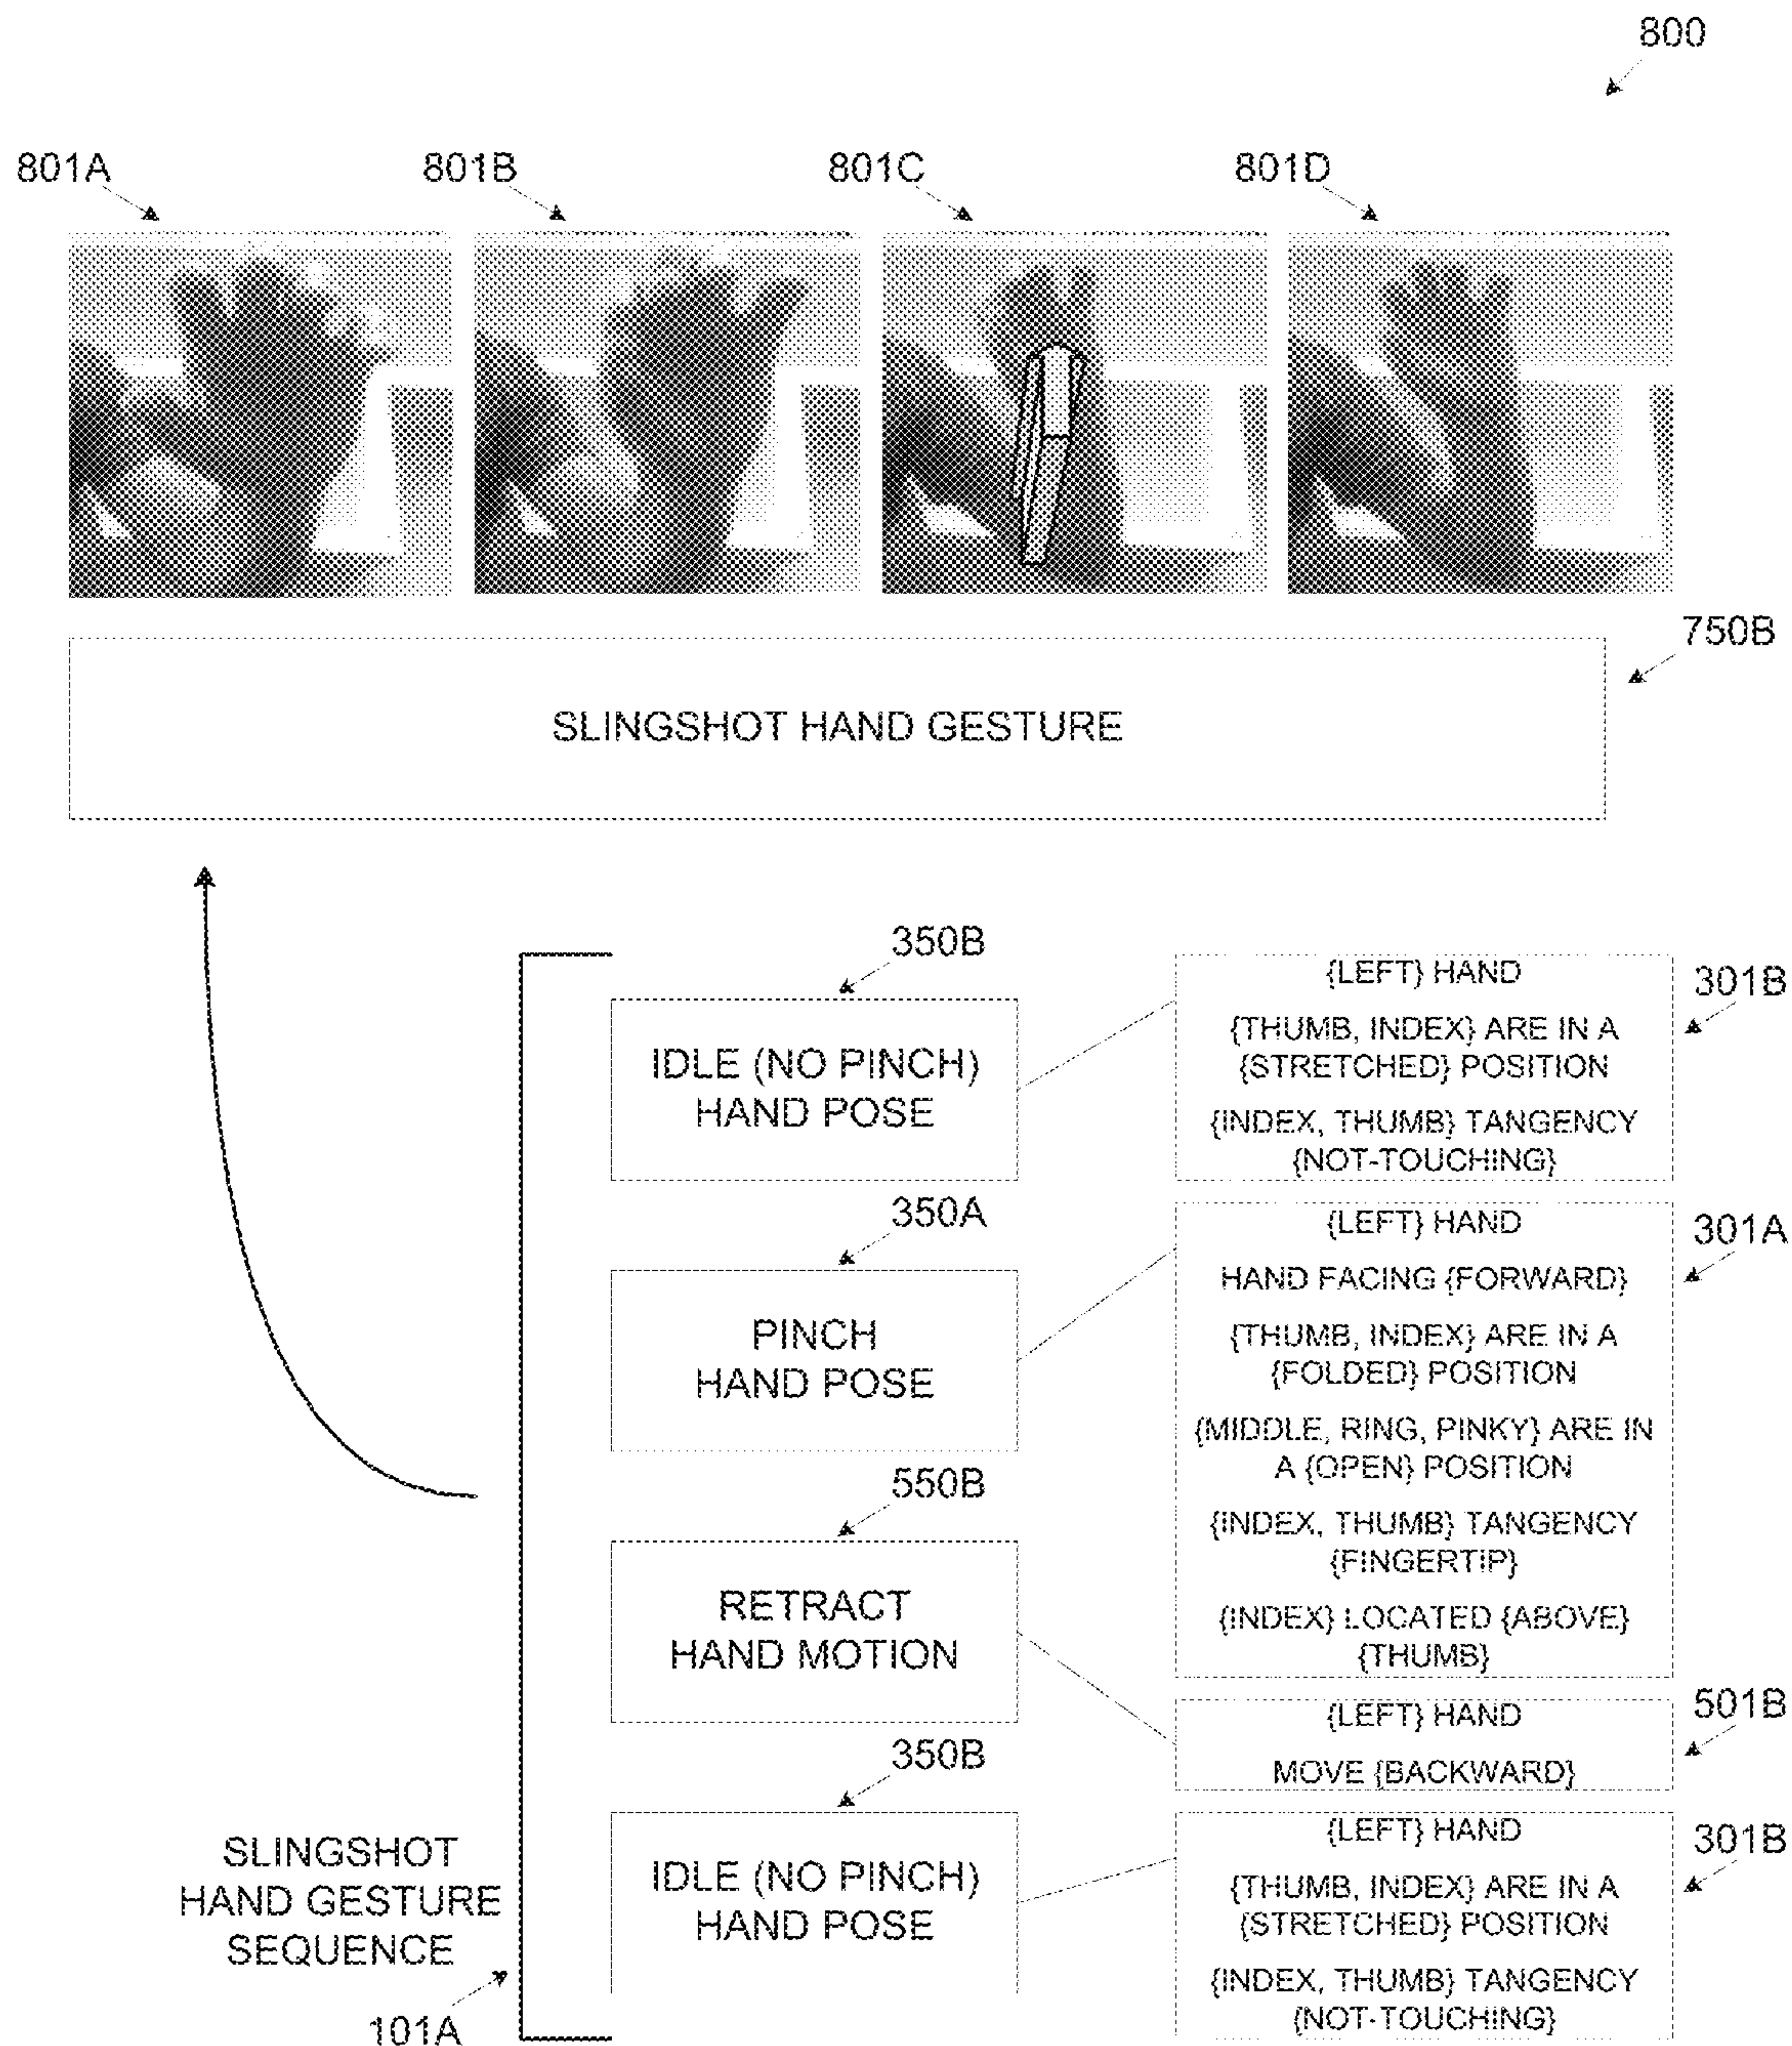 800
801A
801B
801C
801D
750B
SLINGSHOT HAND GESTURE
350B
IDLE (NO PINCH)
HAND POSE
{LEFT} HAND
{THUMB, INDEX} ARE IN A
{STRETCHED} POSITION
{INDEX, THUMB} TANGENCY
{NOT-TOUCHING}
301B
350A
PINCH
HAND POSE
{LEFT} HAND
HAND FACING {FORWARD}
{THUMB, INDEX} ARE IN A
{FOLDED} POSITION
{MIDDLE, RING, PINKY} ARE IN
A {OPEN} POSITION
{INDEX, THUMB} TANGENCY
{FINGERTIP}
{INDEX} LOCATED {ABOVE}
{THUMB}
301A
550B
RETRACT
HAND MOTION
{LEFT} HAND
MOVE {BACKWARD}
501B
350B
IDLE (NO PINCH)
HAND POSE
{LEFT} HAND
{THUMB, INDEX} ARE IN A
{STRETCHED} POSITION
{INDEX, THUMB} TANGENCY
{NOT-TOUCHING}
301B
SLINGSHOT
HAND GESTURE
SEQUENCE
101A